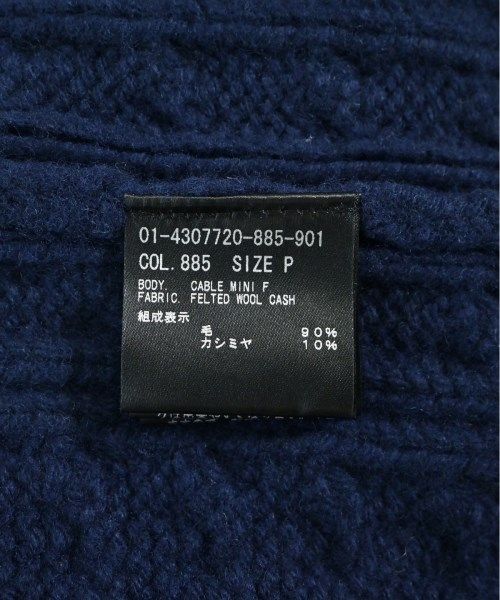 01-4307720-885-901
COL. 885 SIZE P
BODY. CABLE MINI F
FABRIC. FELTED WOOL CASH
組成表示
毛 90%
カシミヤ 10%